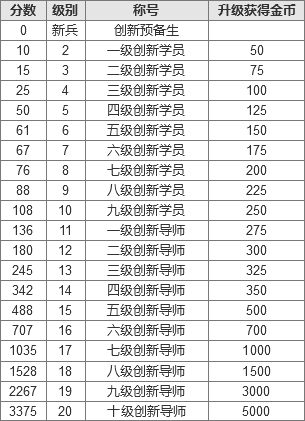 分数 级别 称号 升级获得金币
0 新兵 创新预备生
10 2 一级创新学员 50
15 3 二级创新学员 75
25 4 三级创新学员 100
50 5 四级创新学员 125
61 6 五级创新学员 150
67 7 六级创新学员 175
76 8 七级创新学员 200
88 9 八级创新学员 225
108 10 九级创新学员 250
136 11 一级创新导师 275
180 12 二级创新导师 300
245 13 三级创新导师 325
342 14 四级创新导师 350
488 15 五级创新导师 500
707 16 六级创新导师 700
1035 17 七级创新导师 1000
1528 18 八级创新导师 1500
2267 19 九级创新导师 3000
3375 20 十级创新导师 5000